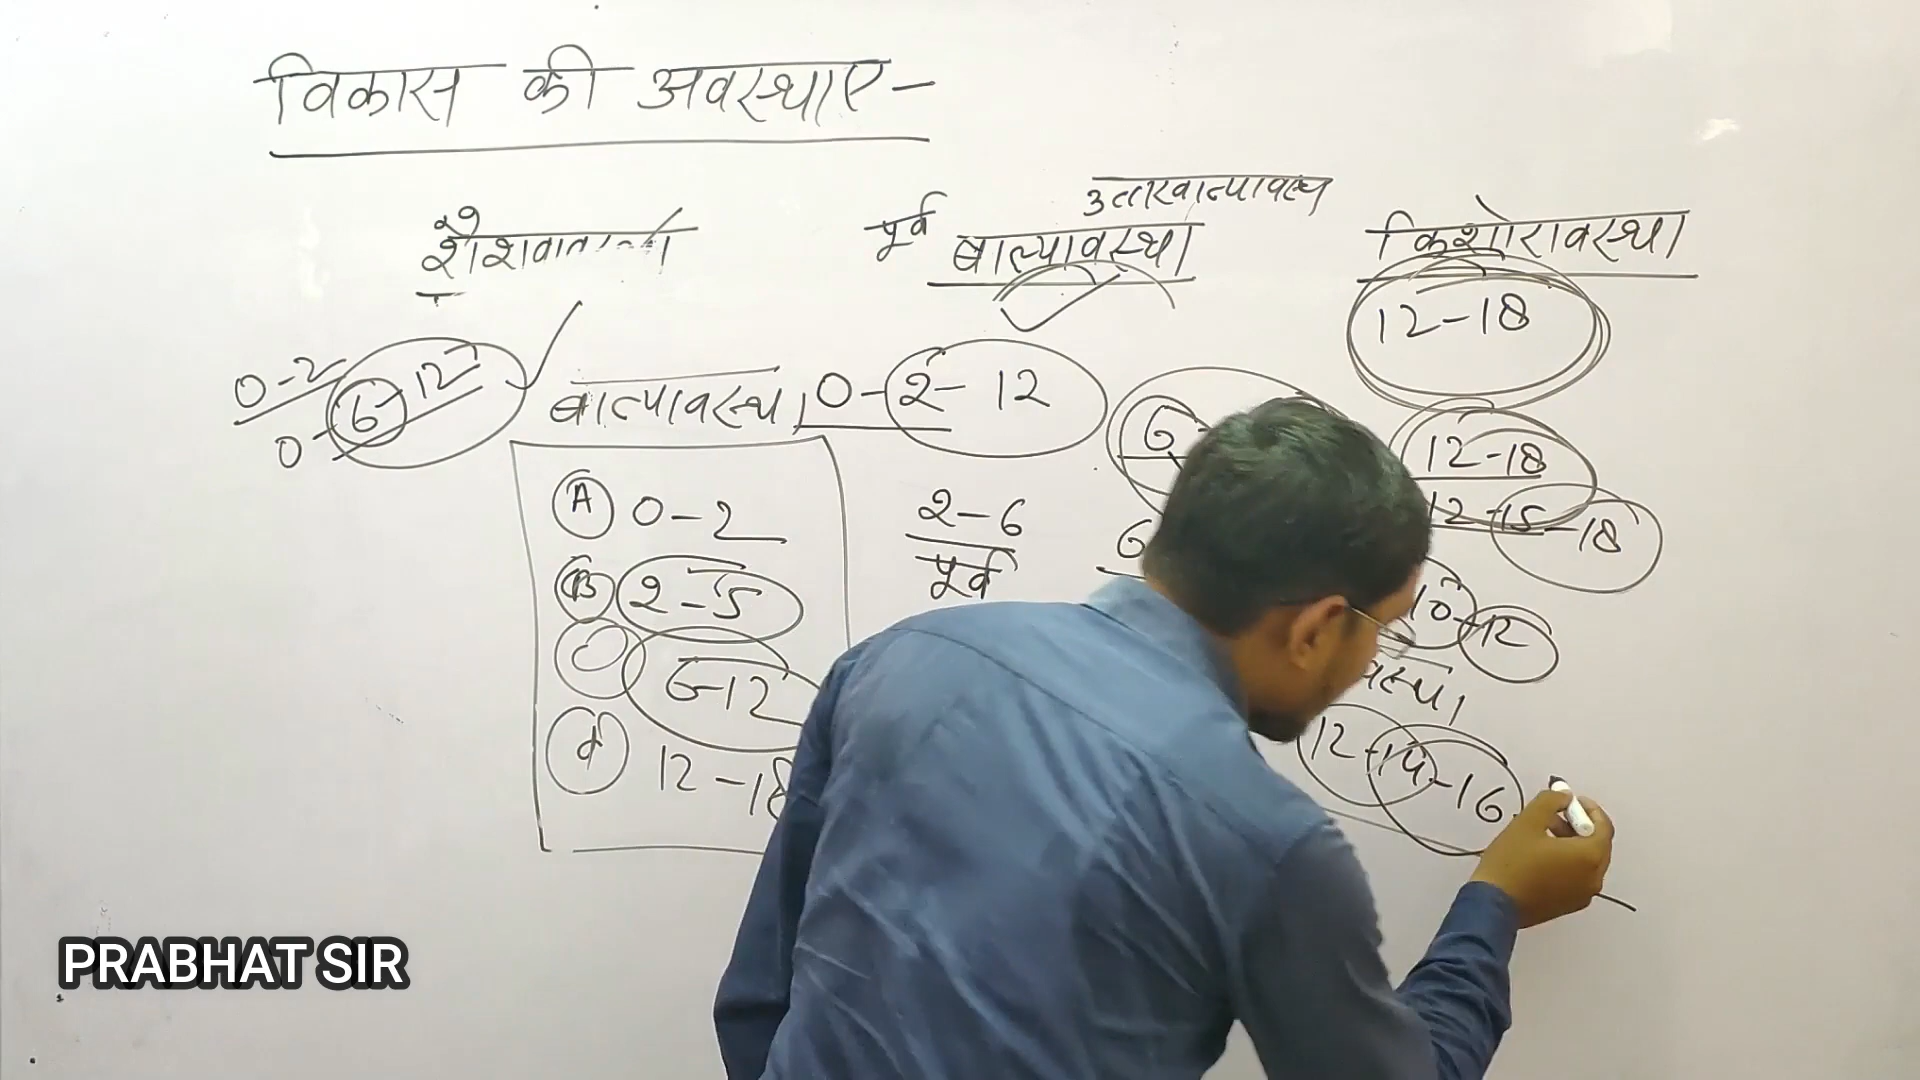 विकास की अवस्थाए -
उत्तरबाल्यावस्था
पूर्व बाल्यावस्था
किशोरावस्था
12-18
0-2
0-6-12
बाल्यावस्था 0-2-12
6
12-18
(A) 0-2
2-6
12-15-18
पूर्व
6
(B) 2-5
10-12
6-12
वस्था
(d) 12-18
12-14-16
PRABHAT SIR